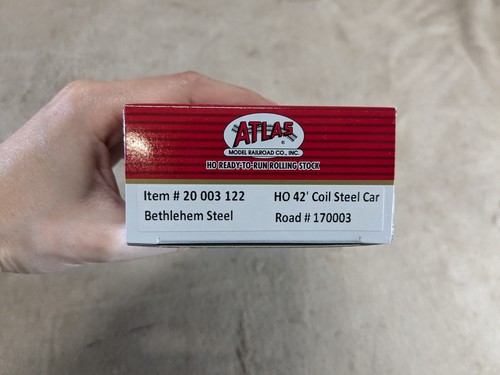 ATLAS®
MODEL RAILROAD CO., INC.
HO READY-TO-RUN ROLLING STOCK
Item # 20 003 122 HO 42' Coil Steel Car
Bethlehem Steel Road # 170003